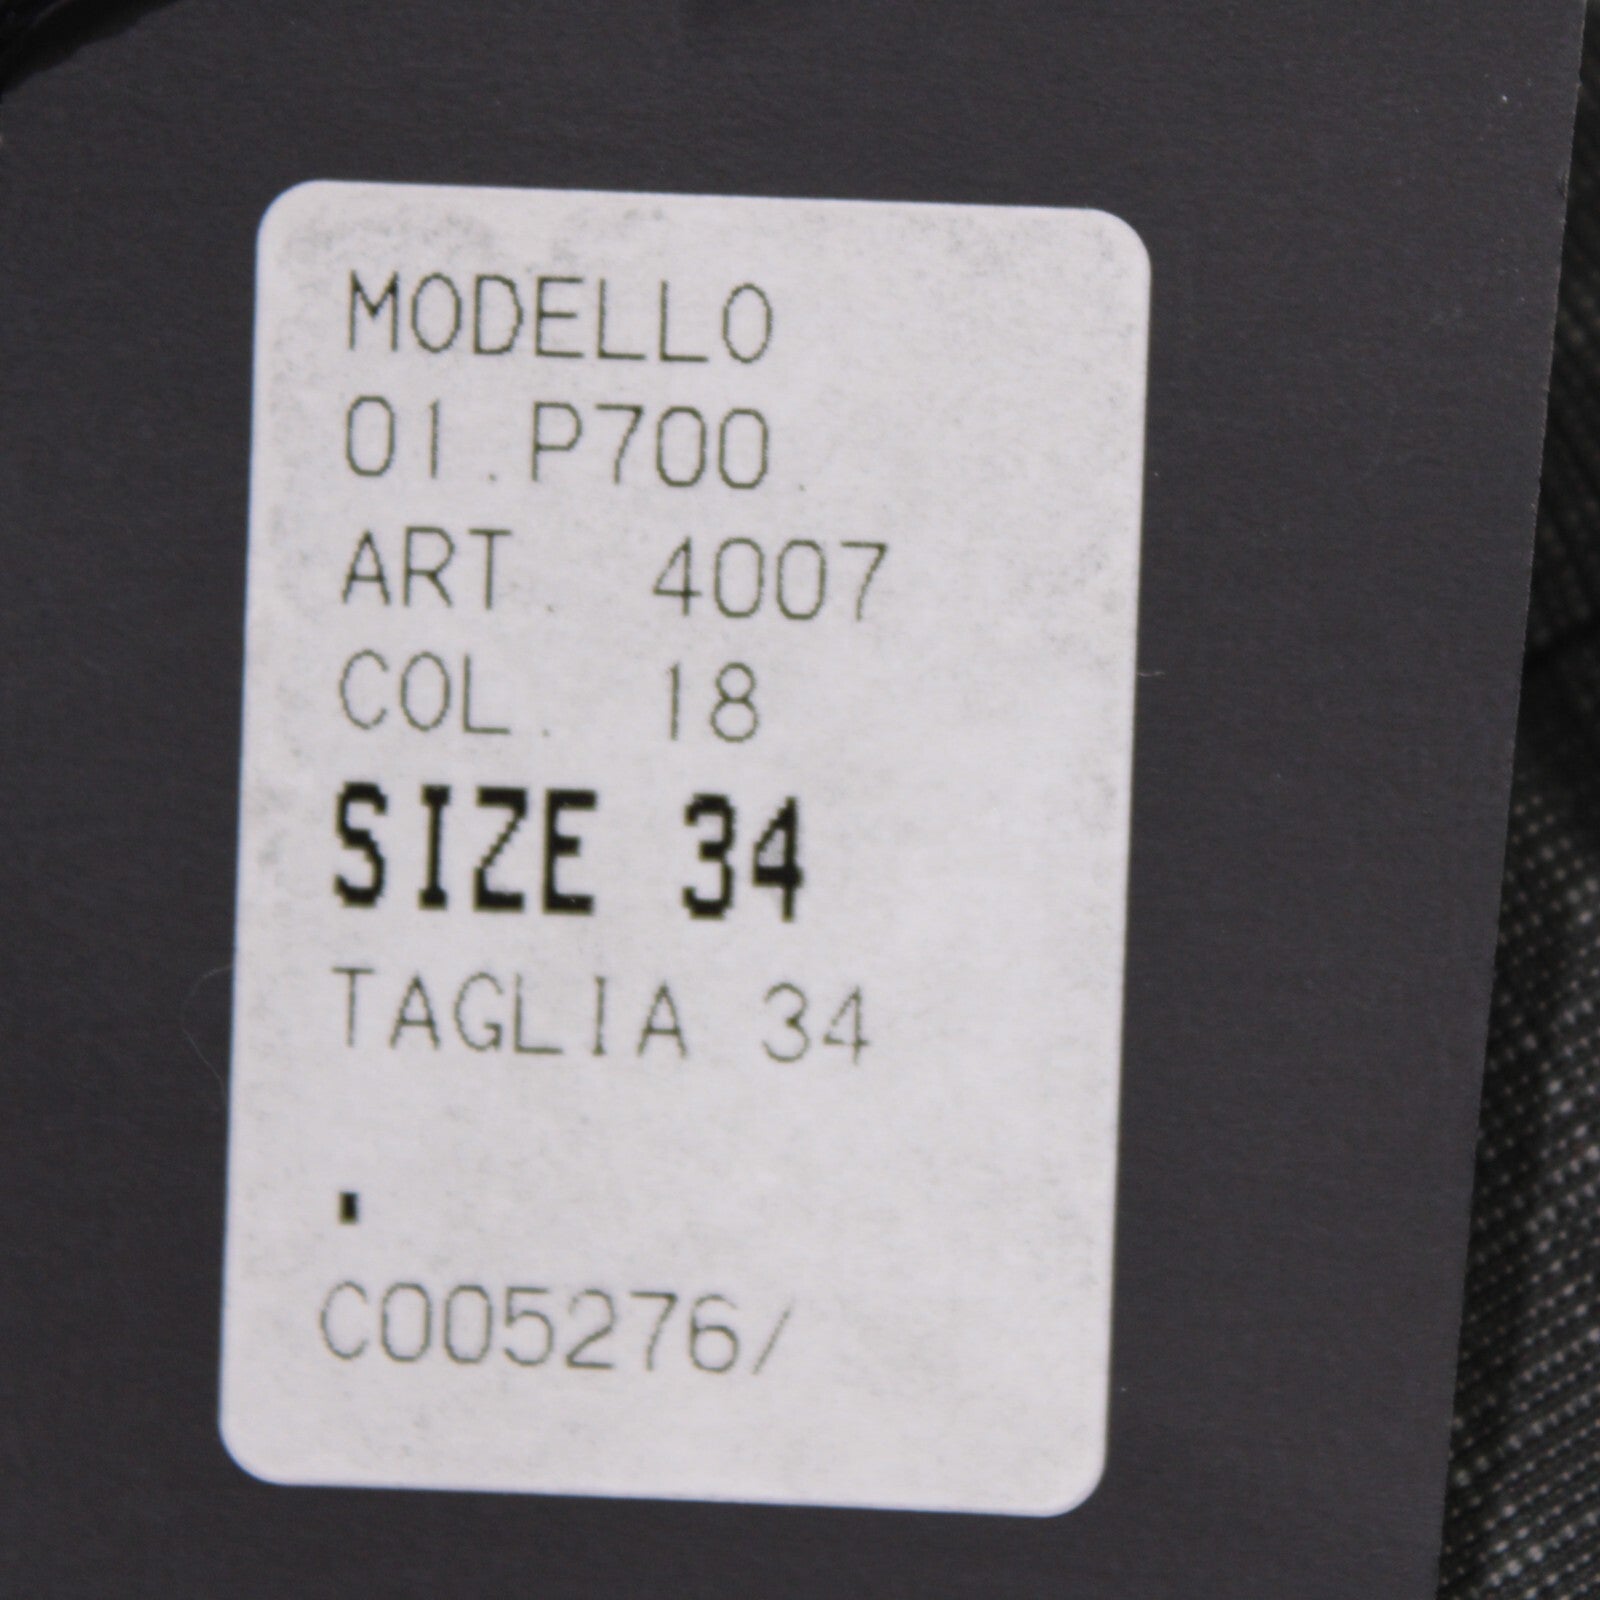 MODELLO
01.P700
ART. 4007
COL. 18
SIZE 34
TAGLIA 34
.
C005276/